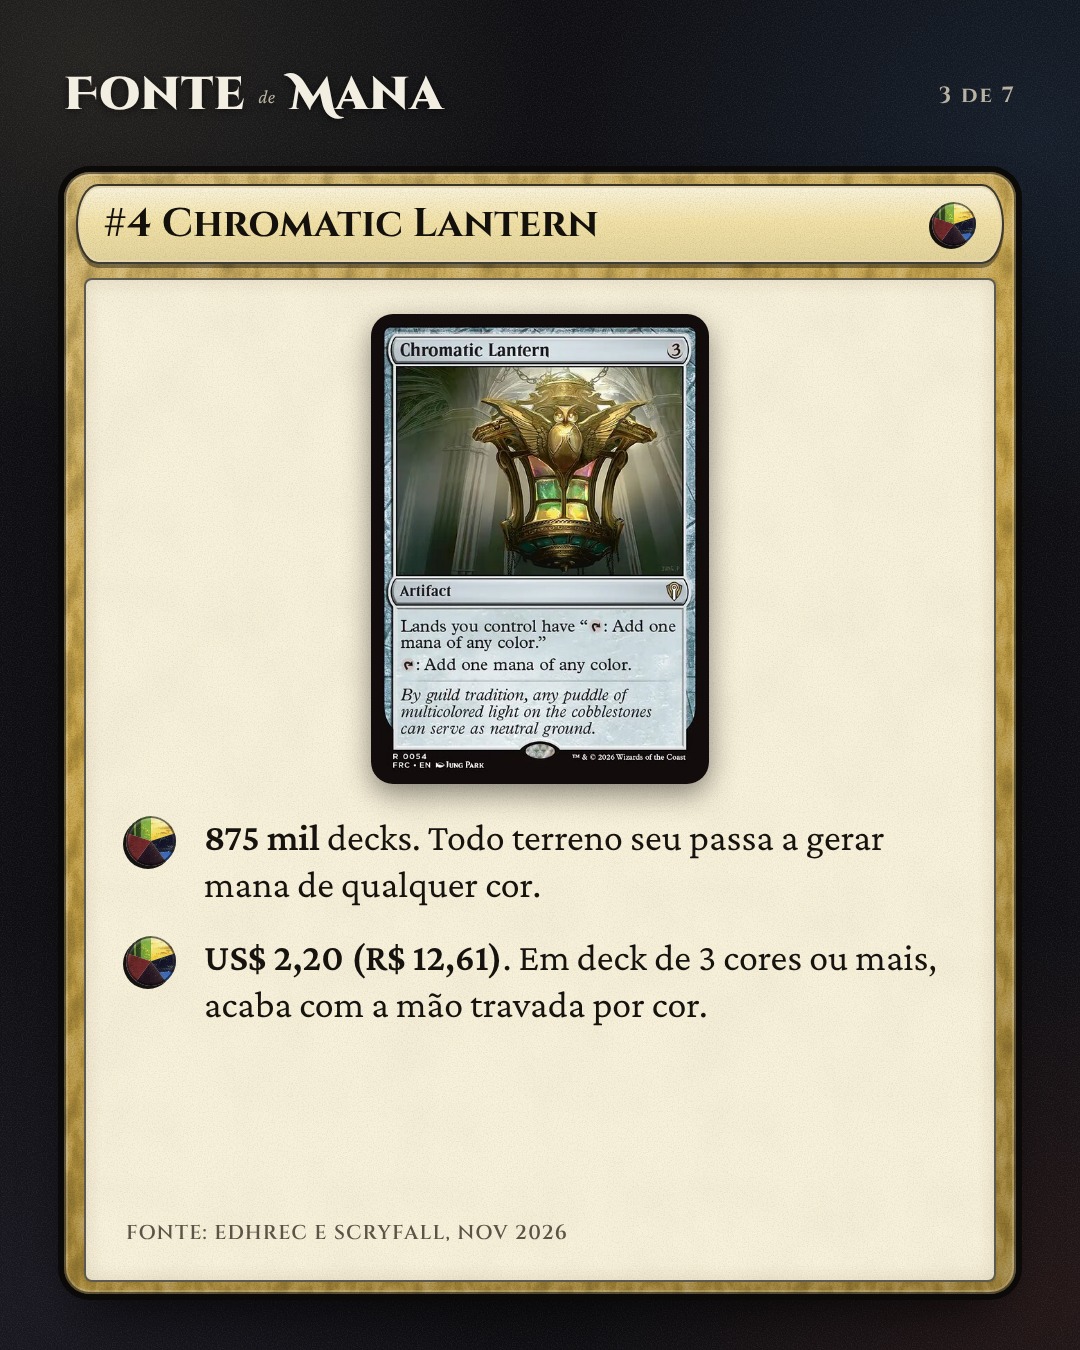 FONTE de MANA
3 DE 7
#4 CHROMATIC LANTERN
Chromatic Lantern 3
Artifact
Lands you control have “: Add one
mana of any color.”
: Add one mana of any color.
By guild tradition, any puddle of
multicolored light on the cobblestones
can serve as neutral ground.
R 0054
FRC • EN JUNG PARK
™ & © 2026 Wizards of the Coast
875 mil decks. Todo terreno seu passa a gerar
mana de qualquer cor.
US$ 2,20 (R$ 12,61). Em deck de 3 cores ou mais,
acaba com a mão travada por cor.
FONTE: EDHREC E SCRYFALL, NOV 2026